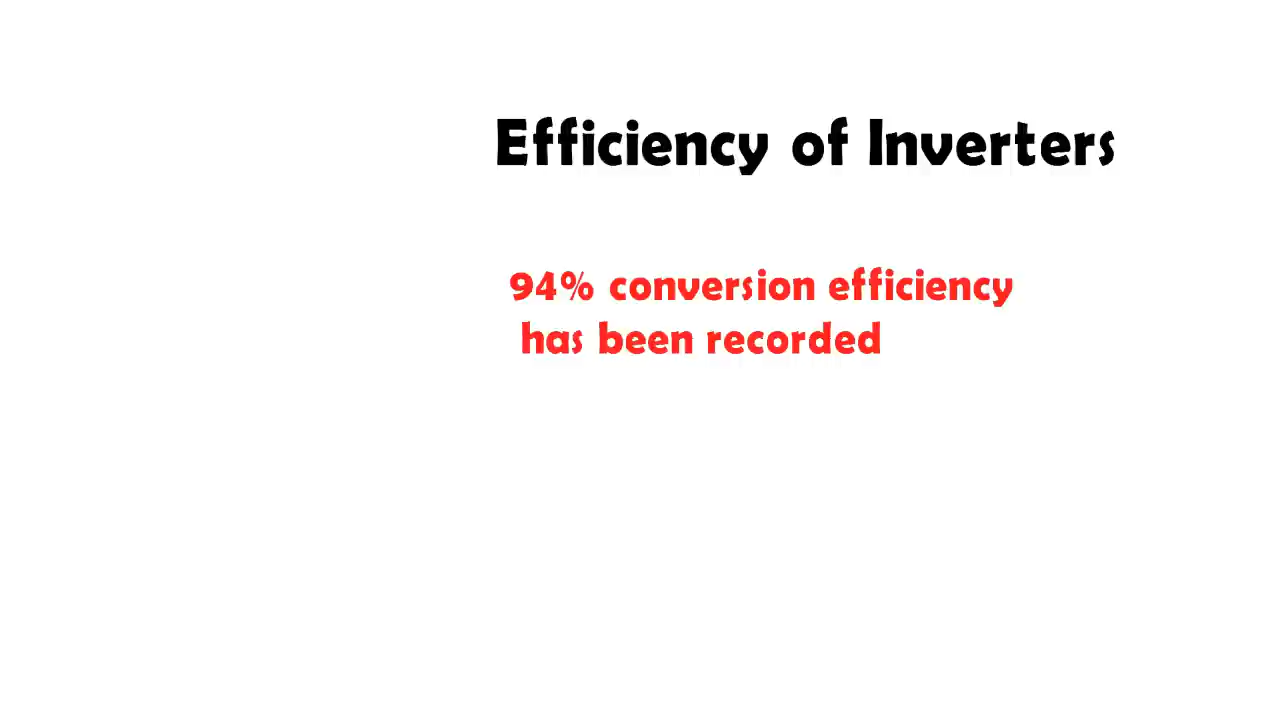 Efficiency of Inverters
94% conversion efficiency
has been recorded